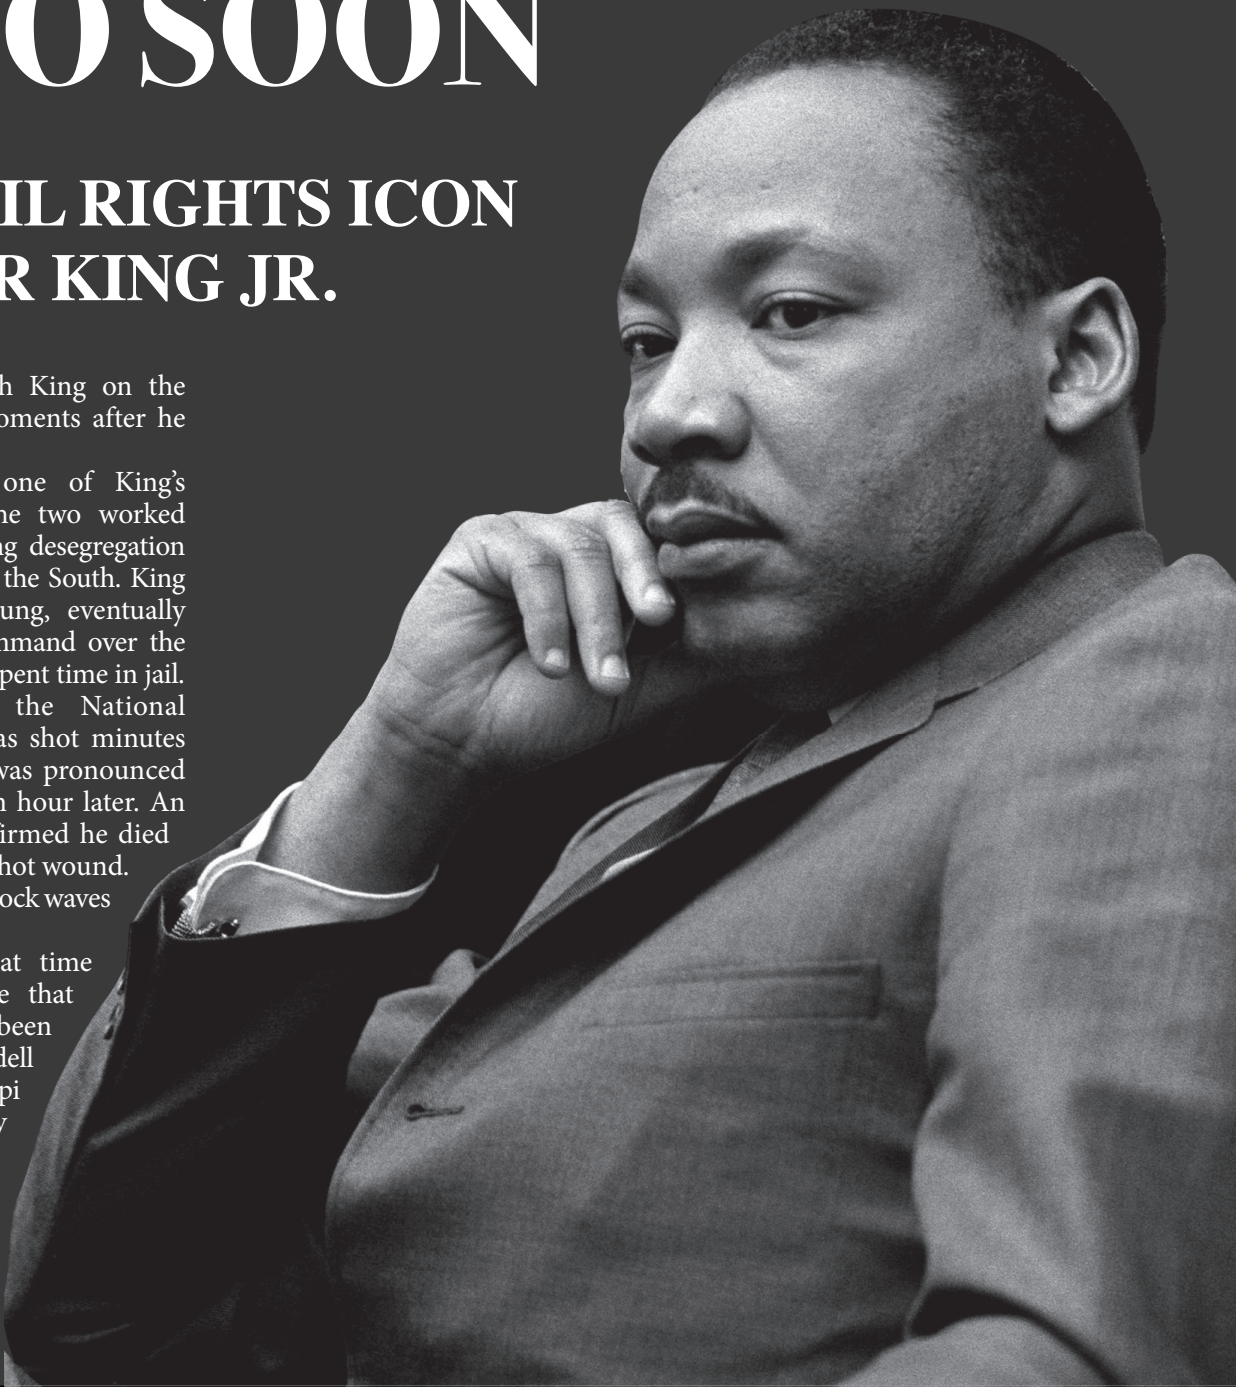 O SOON
IL RIGHTS ICON
R KING JR.
h King on the
oments after he
one of King's
he two worked
ng desegregation
the South. King
ung, eventually
mmand over the
pent time in jail.
the National
as shot minutes
was pronounced
n hour later. An
firmed he died
hot wound.
ock waves
at time
e that
been
dell
pi
y